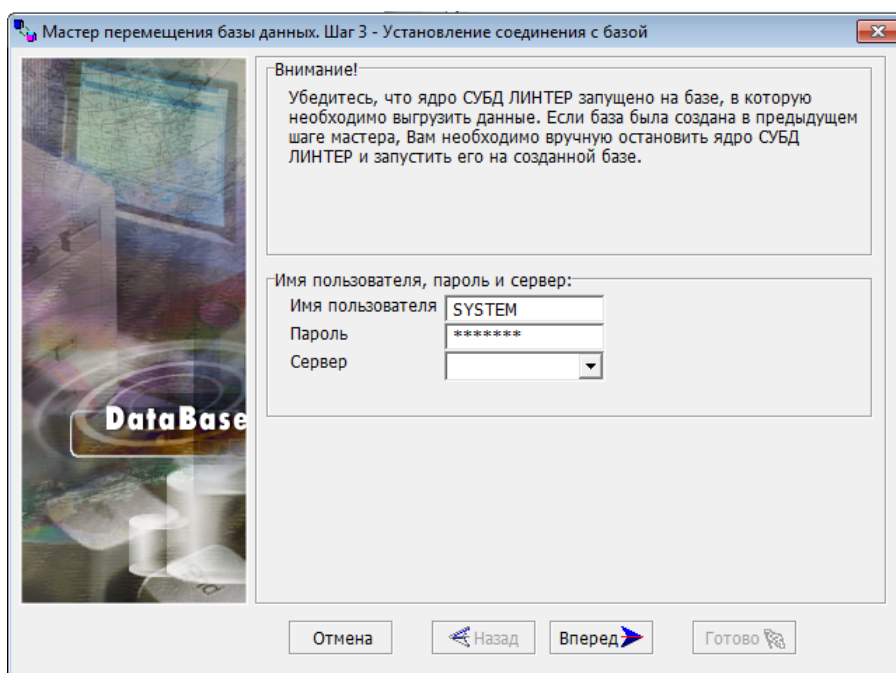 Мастер перемещения базы данных. Шаг 3 - Установление соединения с базой
Внимание!
Убедитесь, что ядро СУБД ЛИНТЕР запущено на базе, в которую
необходимо выгрузить данные. Если база была создана в предыдущем
шаге мастера, Вам необходимо вручную остановить ядро СУБД
ЛИНТЕР и запустить его на созданной базе.
Имя пользователя, пароль и сервер:
Имя пользователя SYSTEM
Пароль *******
Сервер
DataBase
Отмена Назад Вперед Готово